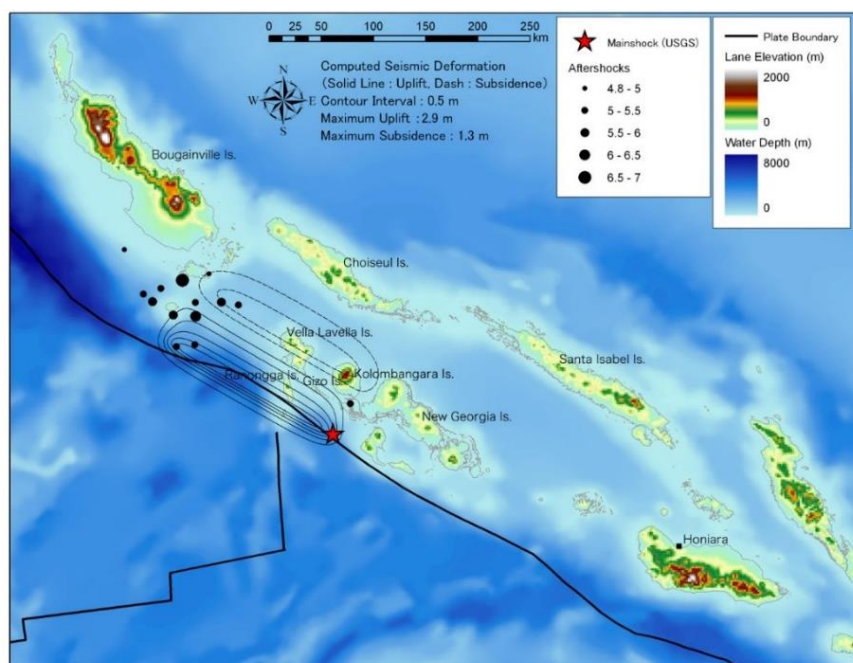 0 25 50 100 150 200 250
km
Computed Seismic Deformation
(Solid Line : Uplift, Dash : Subsidence)
Contour Interval : 0.5 m
Maximum Uplift : 2.9 m
Maximum Subsidence : 1.3 m
N
W E
S
Mainshock (USGS)
Aftershocks
4.8 - 5
5 - 5.5
5.5 - 6
6 - 6.5
6.5 - 7
Plate Boundary
Lane Elevation (m)
2000
0
Water Depth (m)
8000
0
Bougainville Is.
Choiseul Is.
Vella Lavella Is.
Santa Isabel Is.
Ranongga Is.
Gizo Is.
Kolombangara Is.
New Georgia Is.
Honiara